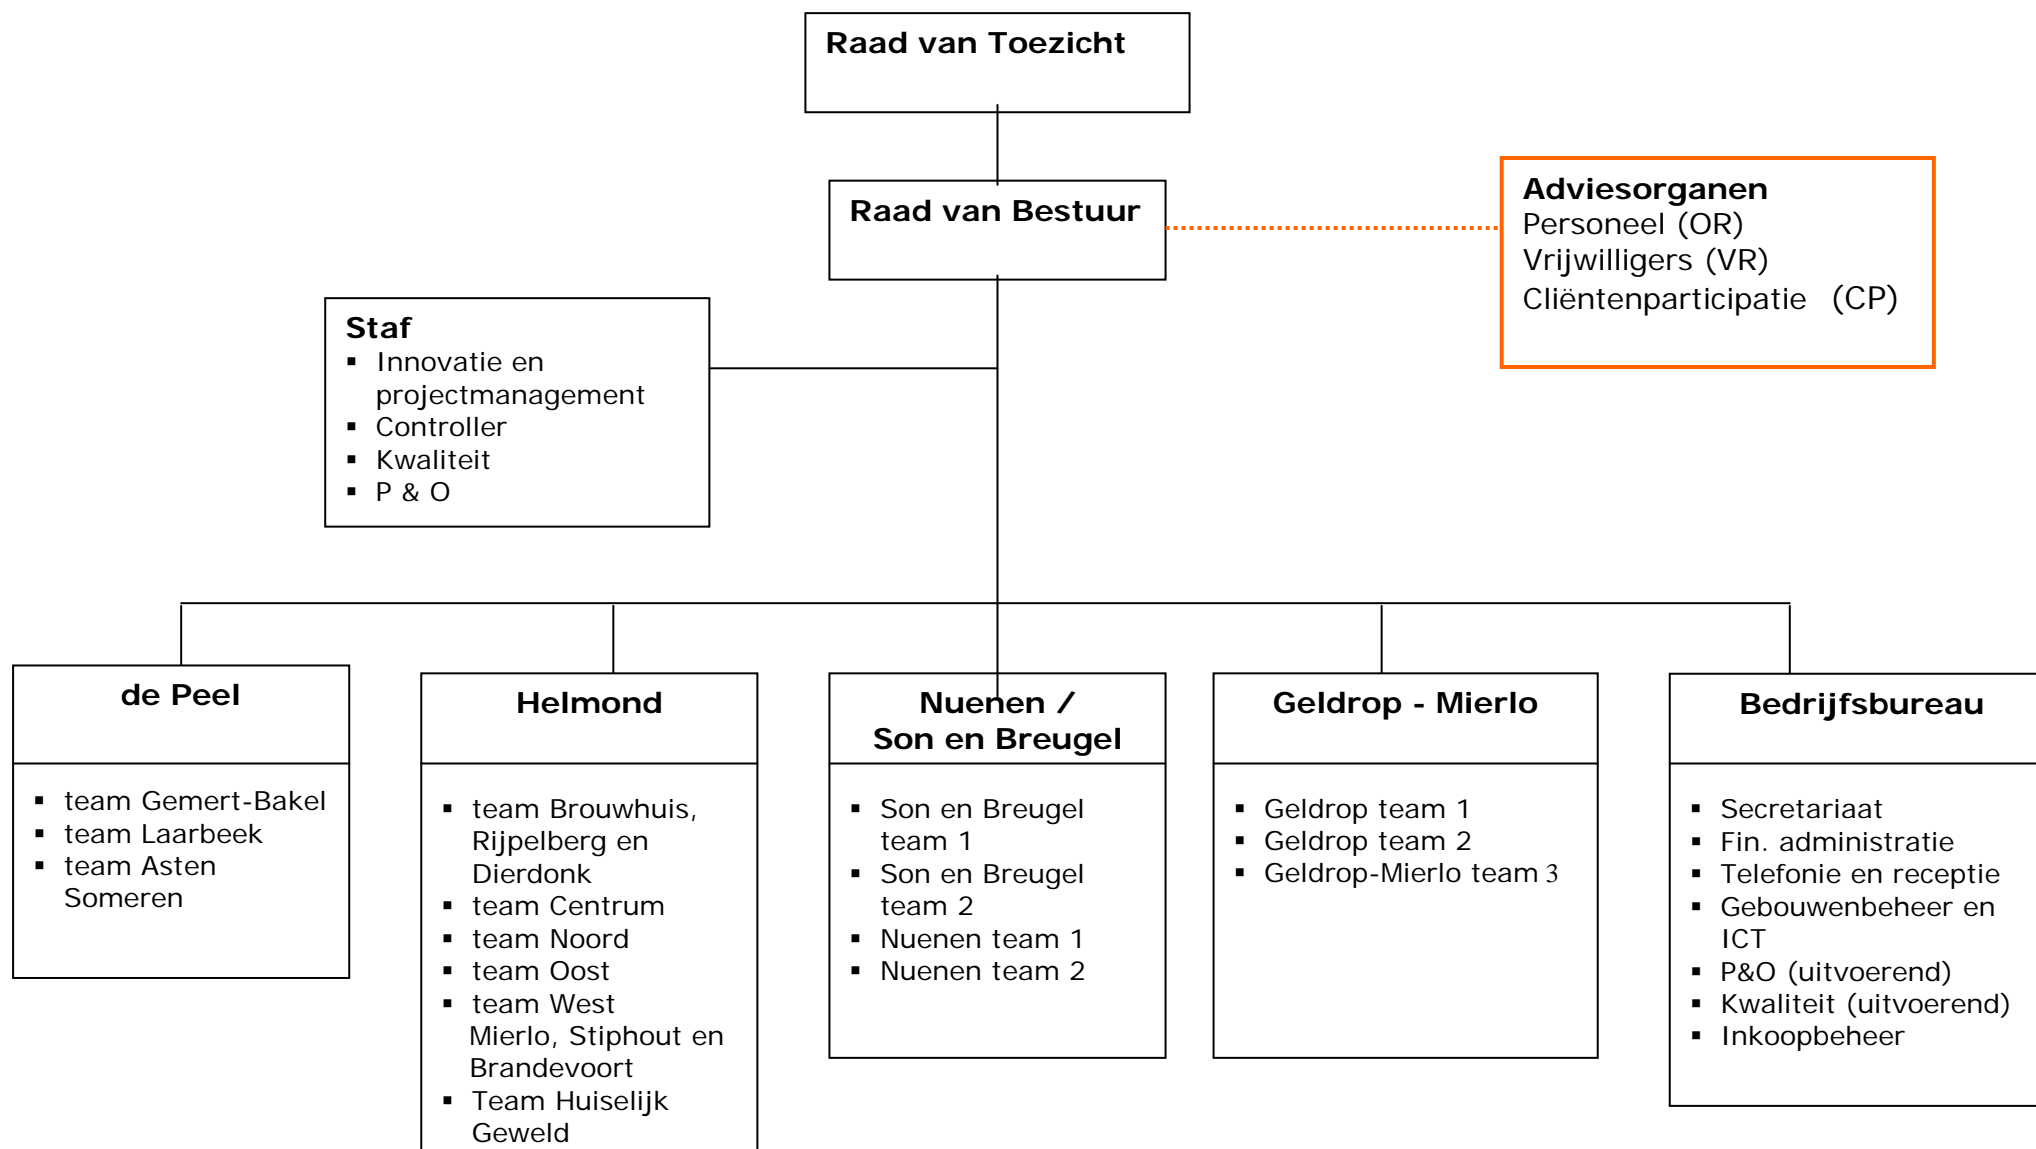 Raad van Toezicht
Raad van Bestuur
Adviesorganen
Personeel (OR)
Vrijwilligers (VR)
Cliëntenparticipatie (CP)
Staf
▪ Innovatie en
projectmanagement
▪ Controller
▪ Kwaliteit
▪ P & O
de Peel
▪ team Gemert-Bakel
▪ team Laarbeek
▪ team Asten
Someren
Helmond
▪ team Brouwhuis,
Rijpelberg en
Dierdonk
▪ team Centrum
▪ team Noord
▪ team Oost
▪ team West
Mierlo, Stiphout en
Brandevoort
▪ Team Huiselijk
Geweld
Nuenen /
Son en Breugel
▪ Son en Breugel
team 1
▪ Son en Breugel
team 2
▪ Nuenen team 1
▪ Nuenen team 2
Geldrop - Mierlo
▪ Geldrop team 1
▪ Geldrop team 2
▪ Geldrop-Mierlo team 3
Bedrijfsbureau
▪ Secretariaat
▪ Fin. administratie
▪ Telefonie en receptie
▪ Gebouwenbeheer en
ICT
▪ P&O (uitvoerend)
▪ Kwaliteit (uitvoerend)
▪ Inkoopbeheer